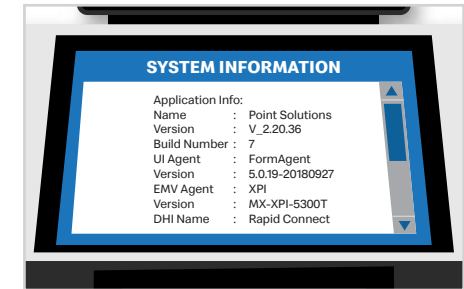 SYSTEM INFORMATION
Application Info:
Name : Point Solutions
Version : V_2.20.36
Build Number : 7
UI Agent : FormAgent
Version : 5.0.19-20180927
EMV Agent : XPI
Version : MX-XPI-5300T
DHI Name : Rapid Connect